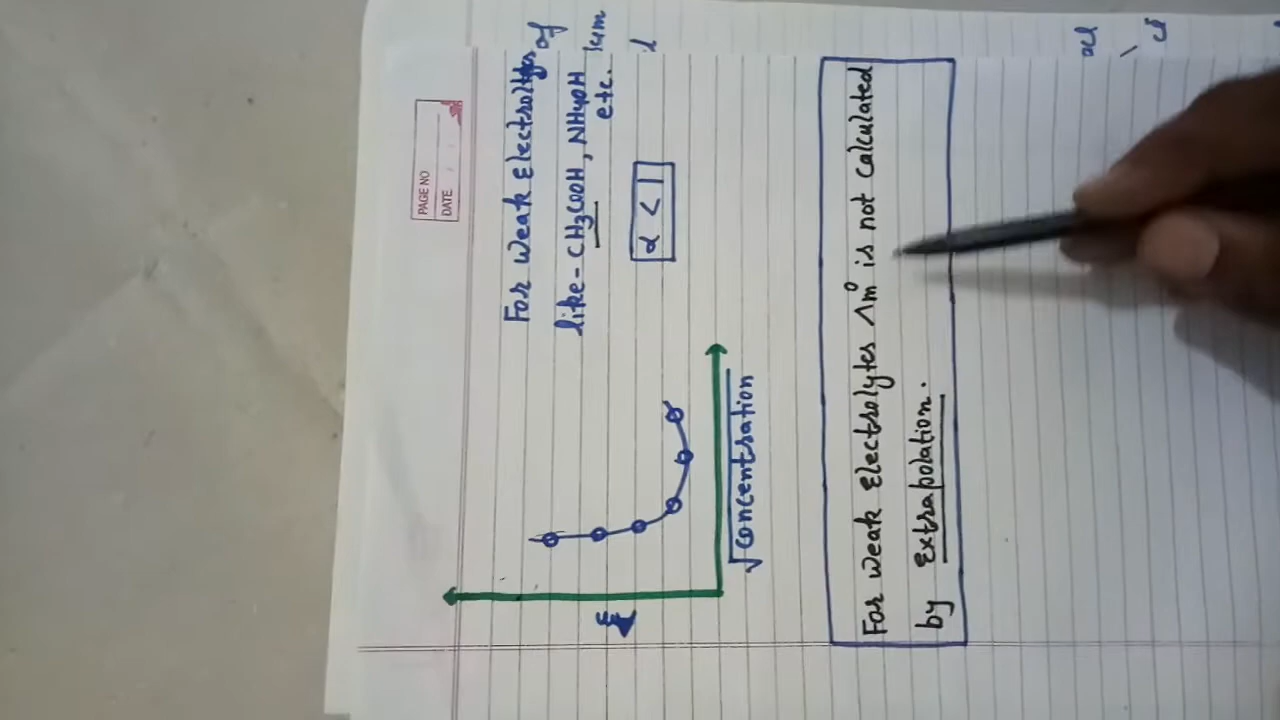 PAGE NO
DATE
For Weak Electrolytes of
like - CH3COOH, NH4OH
etc.
α < 1
Λm
√Concentration
For Weak Electrolytes Λm° is not calculated
by Extrapolation.